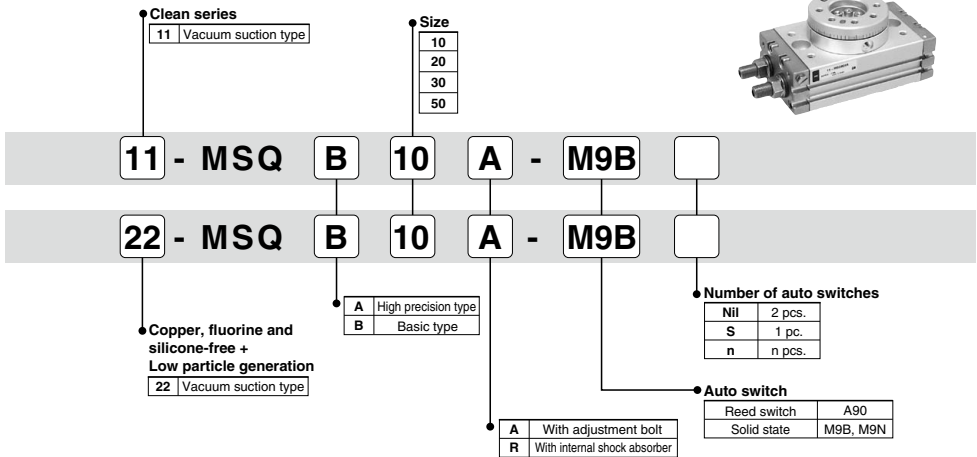 Clean series
11 Vacuum suction type
Size
10
20
30
50
11 - MSQ B 10 A - M9B
22 - MSQ B 10 A - M9B
A High precision type
B Basic type
Copper, fluorine and
silicone-free +
Low particle generation
22 Vacuum suction type
Number of auto switches
Nil 2 pcs.
S 1 pc.
n n pcs.
Auto switch
Reed switch A90
Solid state M9B, M9N
A With adjustment bolt
R With internal shock absorber